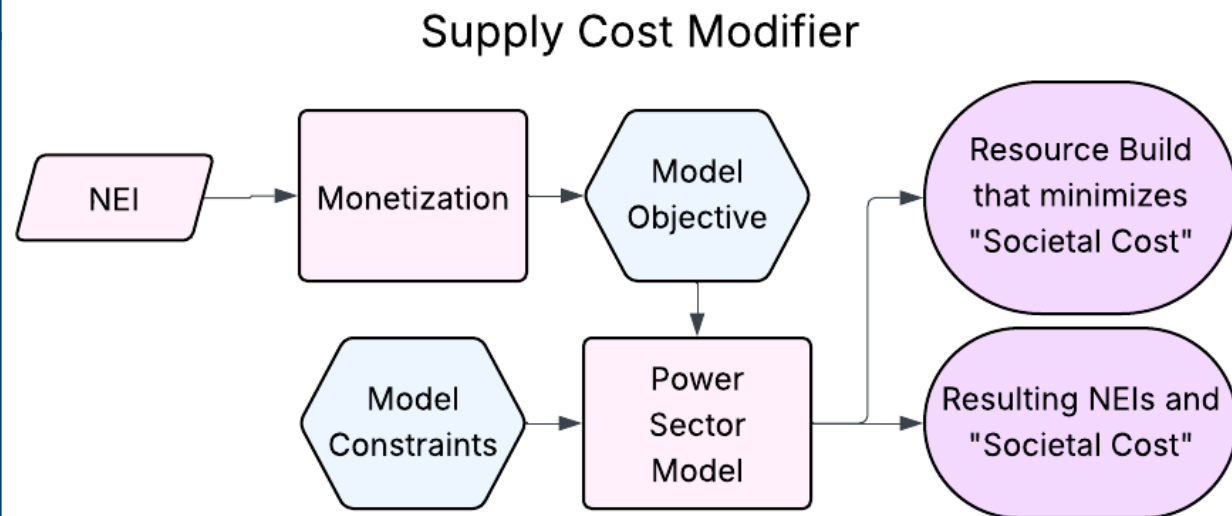 Supply Cost Modifier
NEI
Monetization
Model
Objective
Resource Build
that minimizes
"Societal Cost"
Model
Constraints
Power
Sector
Model
Resulting NEIs and
"Societal Cost"